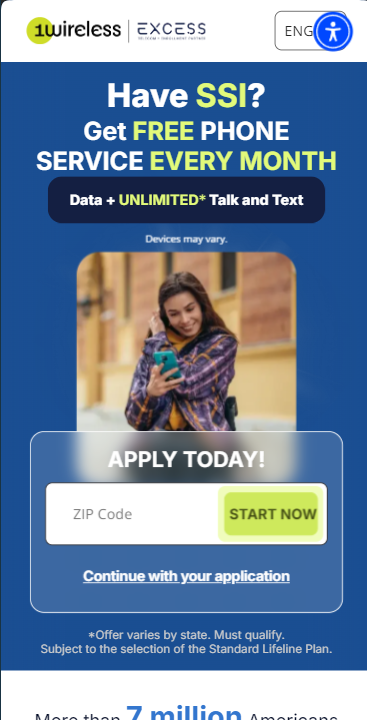 1wireless | EXCESS
ENG
Have SSI?
Get FREE PHONE
SERVICE EVERY MONTH
Data + UNLIMITED* Talk and Text
Devices may vary.
APPLY TODAY!
ZIP Code
START NOW
Continue with your application
*Offer varies by state. Must qualify.
Subject to the selection of the Standard Lifeline Plan.
More than 7 million Americans